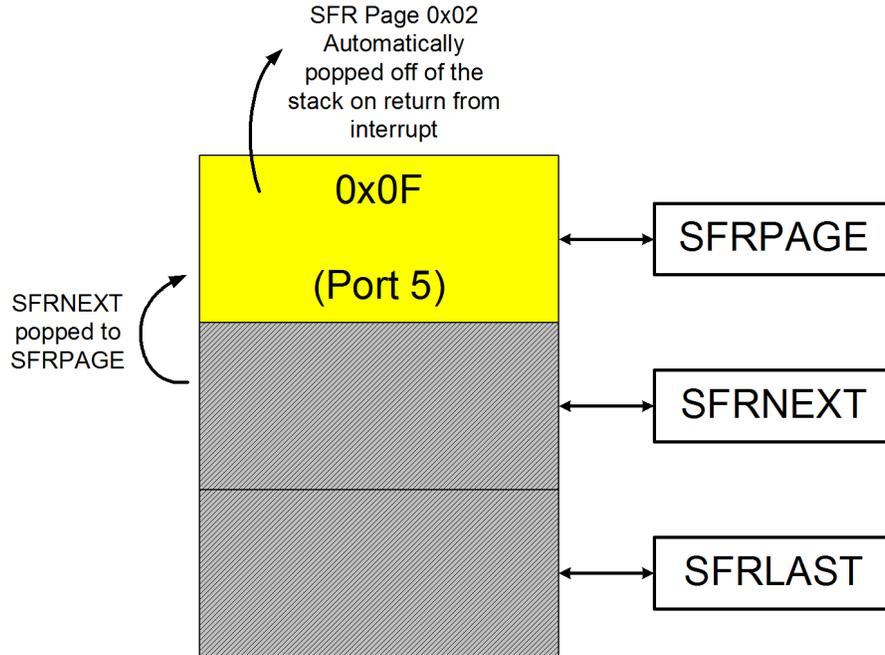 SFR Page 0x02
Automatically
popped off of the
stack on return from
interrupt
0x0F
(Port 5)
SFRPAGE
SFRNEXT
popped to
SFRPAGE
SFRNEXT
SFRLAST